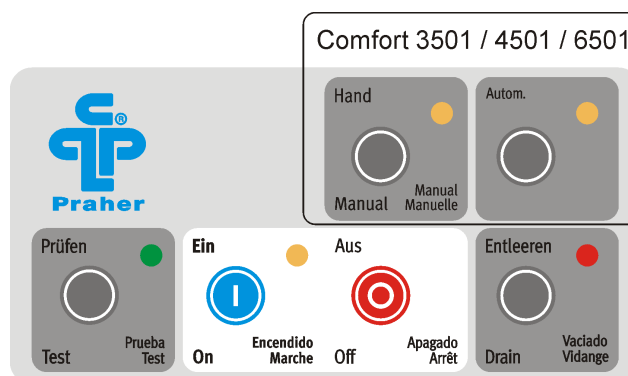 Comfort 3501 / 4501 / 6501
Hand
Autom.
®
Praher
Manual
Manual
Manuelle
Prüfen
Ein
Aus
Entleeren
Test
Prueba
Test
On
Encendido
Marche
Off
Apagado
Arrêt
Drain
Vaciado
Vidange